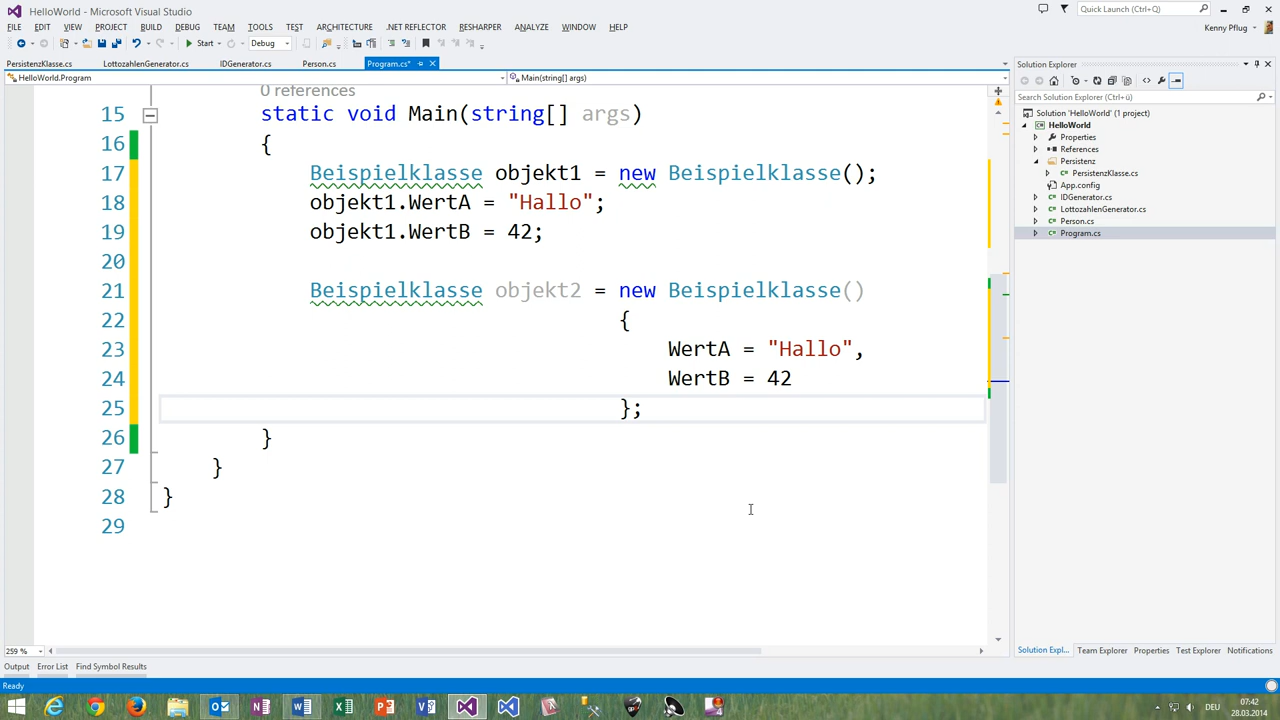 HelloWorld - Microsoft Visual Studio
Quick Launch (Ctrl+Q)
FILE EDIT VIEW PROJECT BUILD DEBUG TEAM TOOLS TEST ARCHITEKTUR .NET REFLECTOR RESHARPER ANALYZE WINDOW HELP
Kenny Pflug
Start Debug
PersistenzKlasse.cs LottozahlenGenerator.cs IDGenerator.cs Person.cs Program.cs*
HelloWorld.Program Main(string[] args)
0 references
15 static void Main(string[] args)
16 {
17 Beispielklasse objekt1 = new Beispielklasse();
18 objekt1.WertA = "Hallo";
19 objekt1.WertB = 42;
20
21 Beispielklasse objekt2 = new Beispielklasse()
22 {
23 WertA = "Hallo",
24 WertB = 42
25 };
26 }
27 }
28 }
29
259 %
Output Error List Find Symbol Results
Ready
Solution Explorer
Search Solution Explorer (Ctrl+ü)
Solution 'HelloWorld' (1 project)
HelloWorld
Properties
References
Persistenz
PersistenzKlasse.cs
App.config
IDGenerator.cs
LottozahlenGenerator.cs
Person.cs
Program.cs
Solution Expl... Team Explorer Properties Test Explorer Notifications
DEU
07:42
28.03.2014